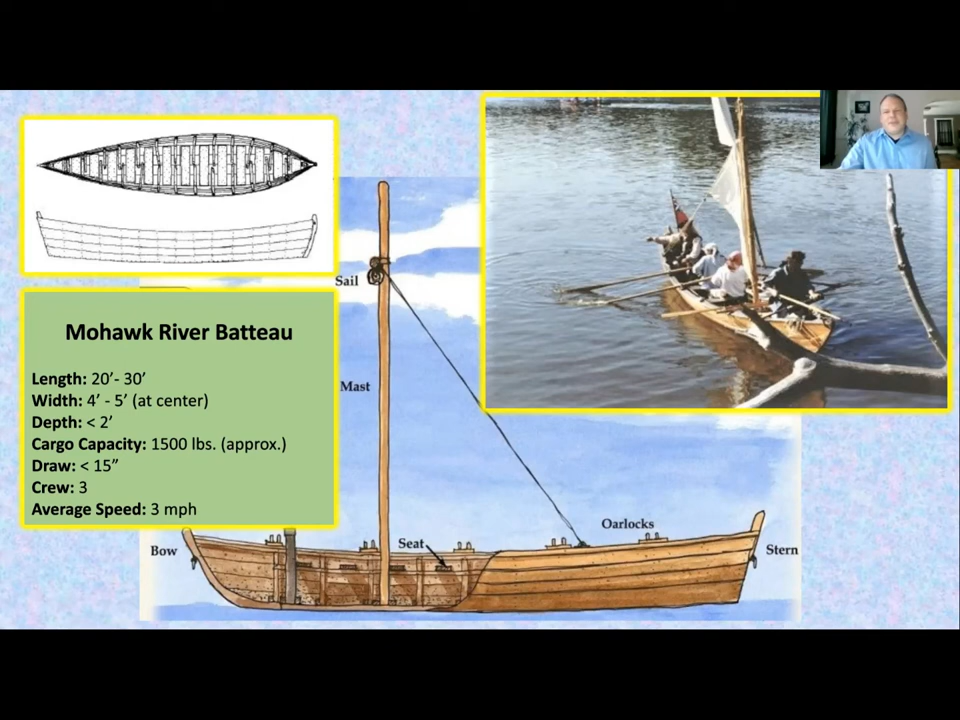 Mohawk River Batteau
Length: 20’- 30’
Width: 4’ - 5’ (at center)
Depth: < 2’
Cargo Capacity: 1500 lbs. (approx.)
Draw: < 15”
Crew: 3
Average Speed: 3 mph
Sail
Mast
Oarlocks
Seat
Bow
Stern